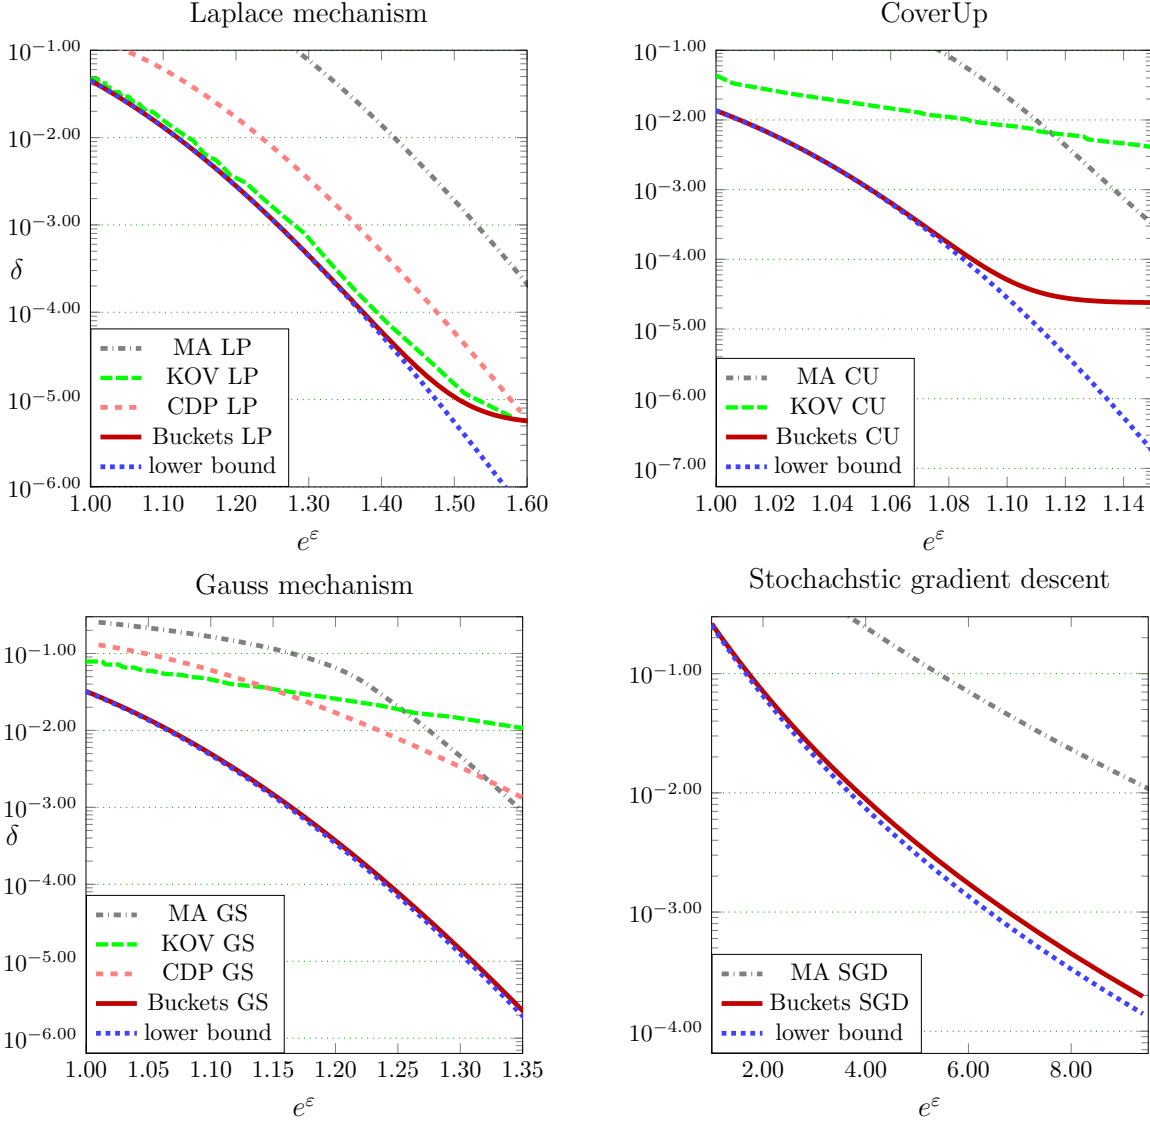 Laplace mechanism
10^−1.00
10^−2.00
10^−3.00
δ
10^−4.00
10^−5.00
10^−6.00
MA LP
KOV LP
CDP LP
Buckets LP
lower bound
1.00 1.10 1.20 1.30 1.40 1.50 1.60
e^ε
CoverUp
10^−1.00
10^−2.00
10^−3.00
10^−4.00
10^−5.00
10^−6.00
10^−7.00
MA CU
KOV CU
Buckets CU
lower bound
1.00 1.02 1.04 1.06 1.08 1.10 1.12 1.14
e^ε
Gauss mechanism
10^−1.00
10^−2.00
10^−3.00
δ
10^−4.00
10^−5.00
10^−6.00
MA GS
KOV GS
CDP GS
Buckets GS
lower bound
1.00 1.05 1.10 1.15 1.20 1.25 1.30 1.35
e^ε
Stochachstic gradient descent
10^−1.00
10^−2.00
10^−3.00
10^−4.00
MA SGD
Buckets SGD
lower bound
2.00 4.00 6.00 8.00
e^ε